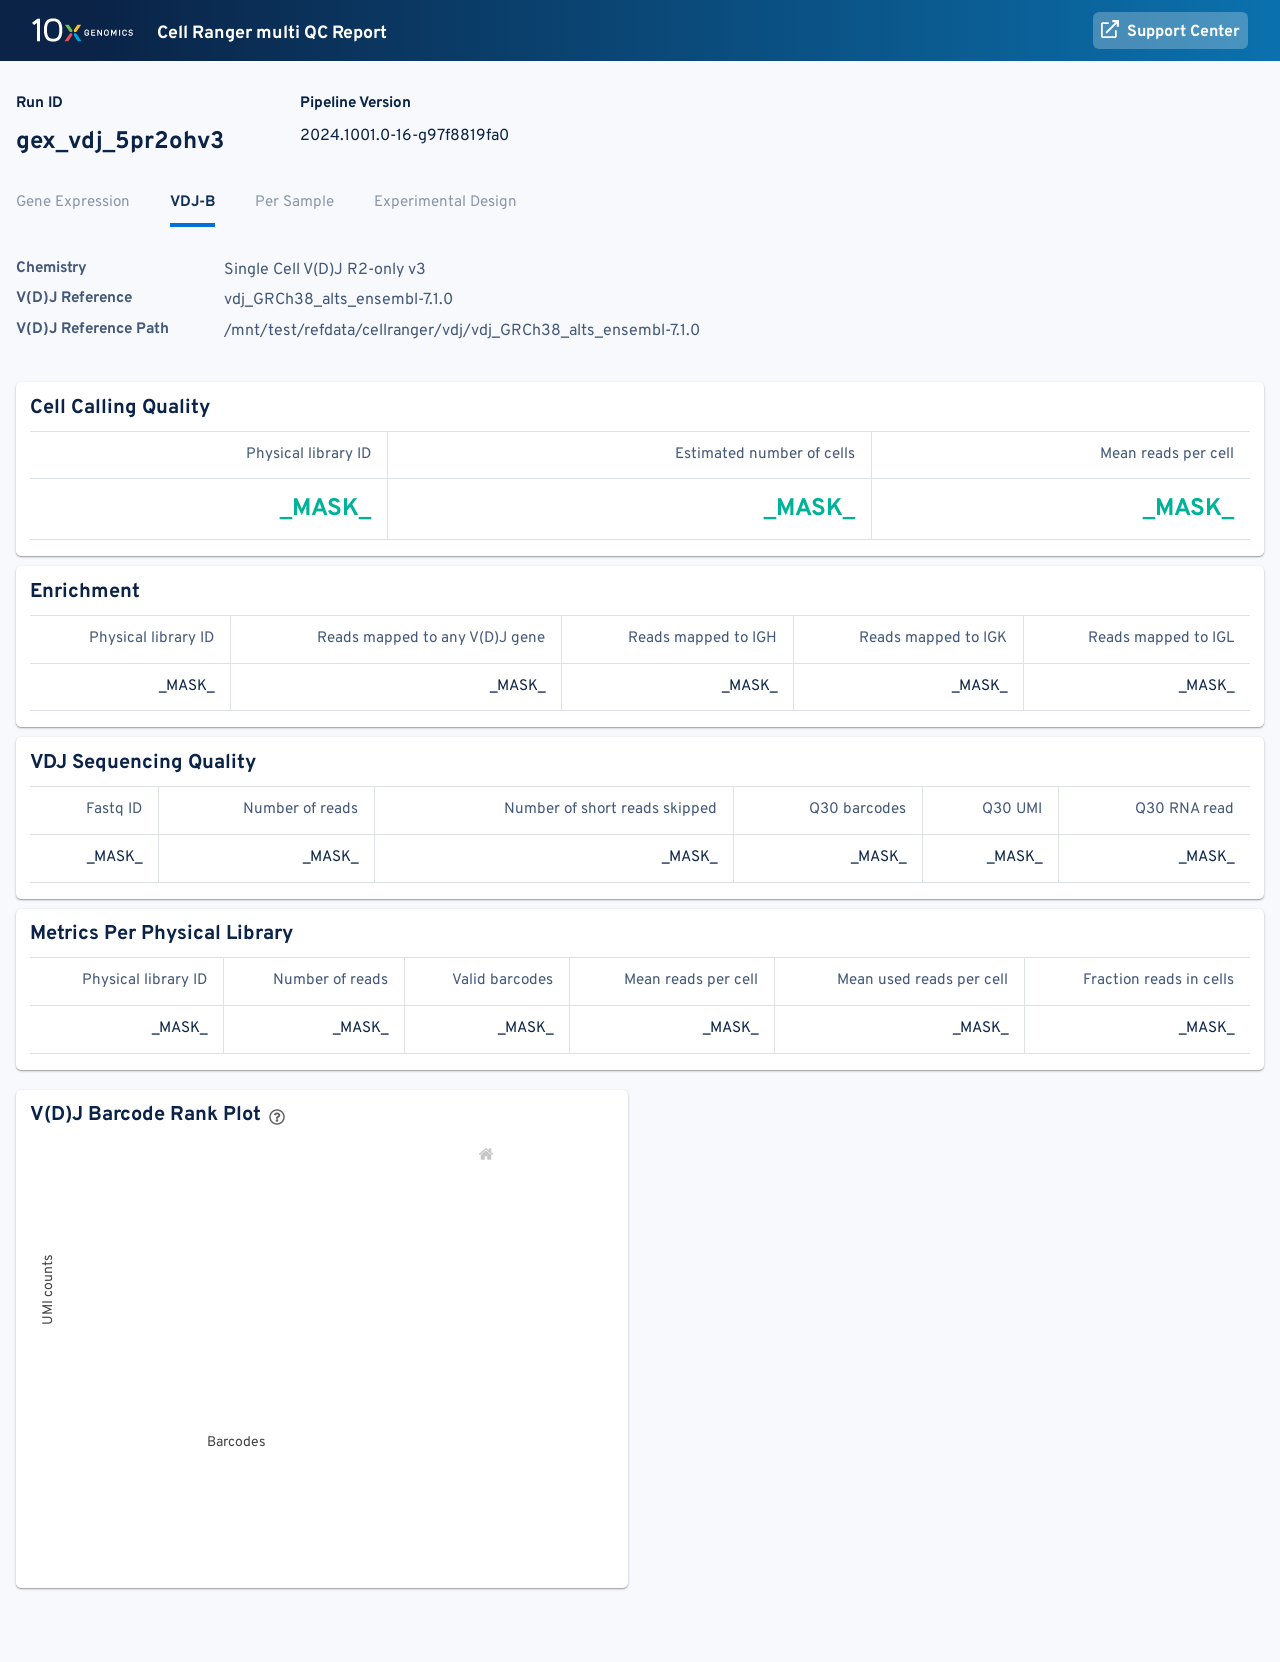 10x GENOMICS Cell Ranger multi QC Report Support Center
Run ID Pipeline Version
gex_vdj_5pr2ohv3 2024.1001.0-16-g97f8819fa0
Gene Expression VDJ-B Per Sample Experimental Design
Chemistry Single Cell V(D)J R2-only v3
V(D)J Reference vdj_GRCh38_alts_ensembl-7.1.0
V(D)J Reference Path /mnt/test/refdata/cellranger/vdj/vdj_GRCh38_alts_ensembl-7.1.0
Cell Calling Quality
Physical library ID Estimated number of cells Mean reads per cell
_MASK_ _MASK_ _MASK_
Enrichment
Physical library ID Reads mapped to any V(D)J gene Reads mapped to IGH Reads mapped to IGK Reads mapped to IGL
_MASK_ _MASK_ _MASK_ _MASK_ _MASK_
VDJ Sequencing Quality
Fastq ID Number of reads Number of short reads skipped Q30 barcodes Q30 UMI Q30 RNA read
_MASK_ _MASK_ _MASK_ _MASK_ _MASK_ _MASK_
Metrics Per Physical Library
Physical library ID Number of reads Valid barcodes Mean reads per cell Mean used reads per cell Fraction reads in cells
_MASK_ _MASK_ _MASK_ _MASK_ _MASK_ _MASK_
V(D)J Barcode Rank Plot ?
UMI counts
Barcodes